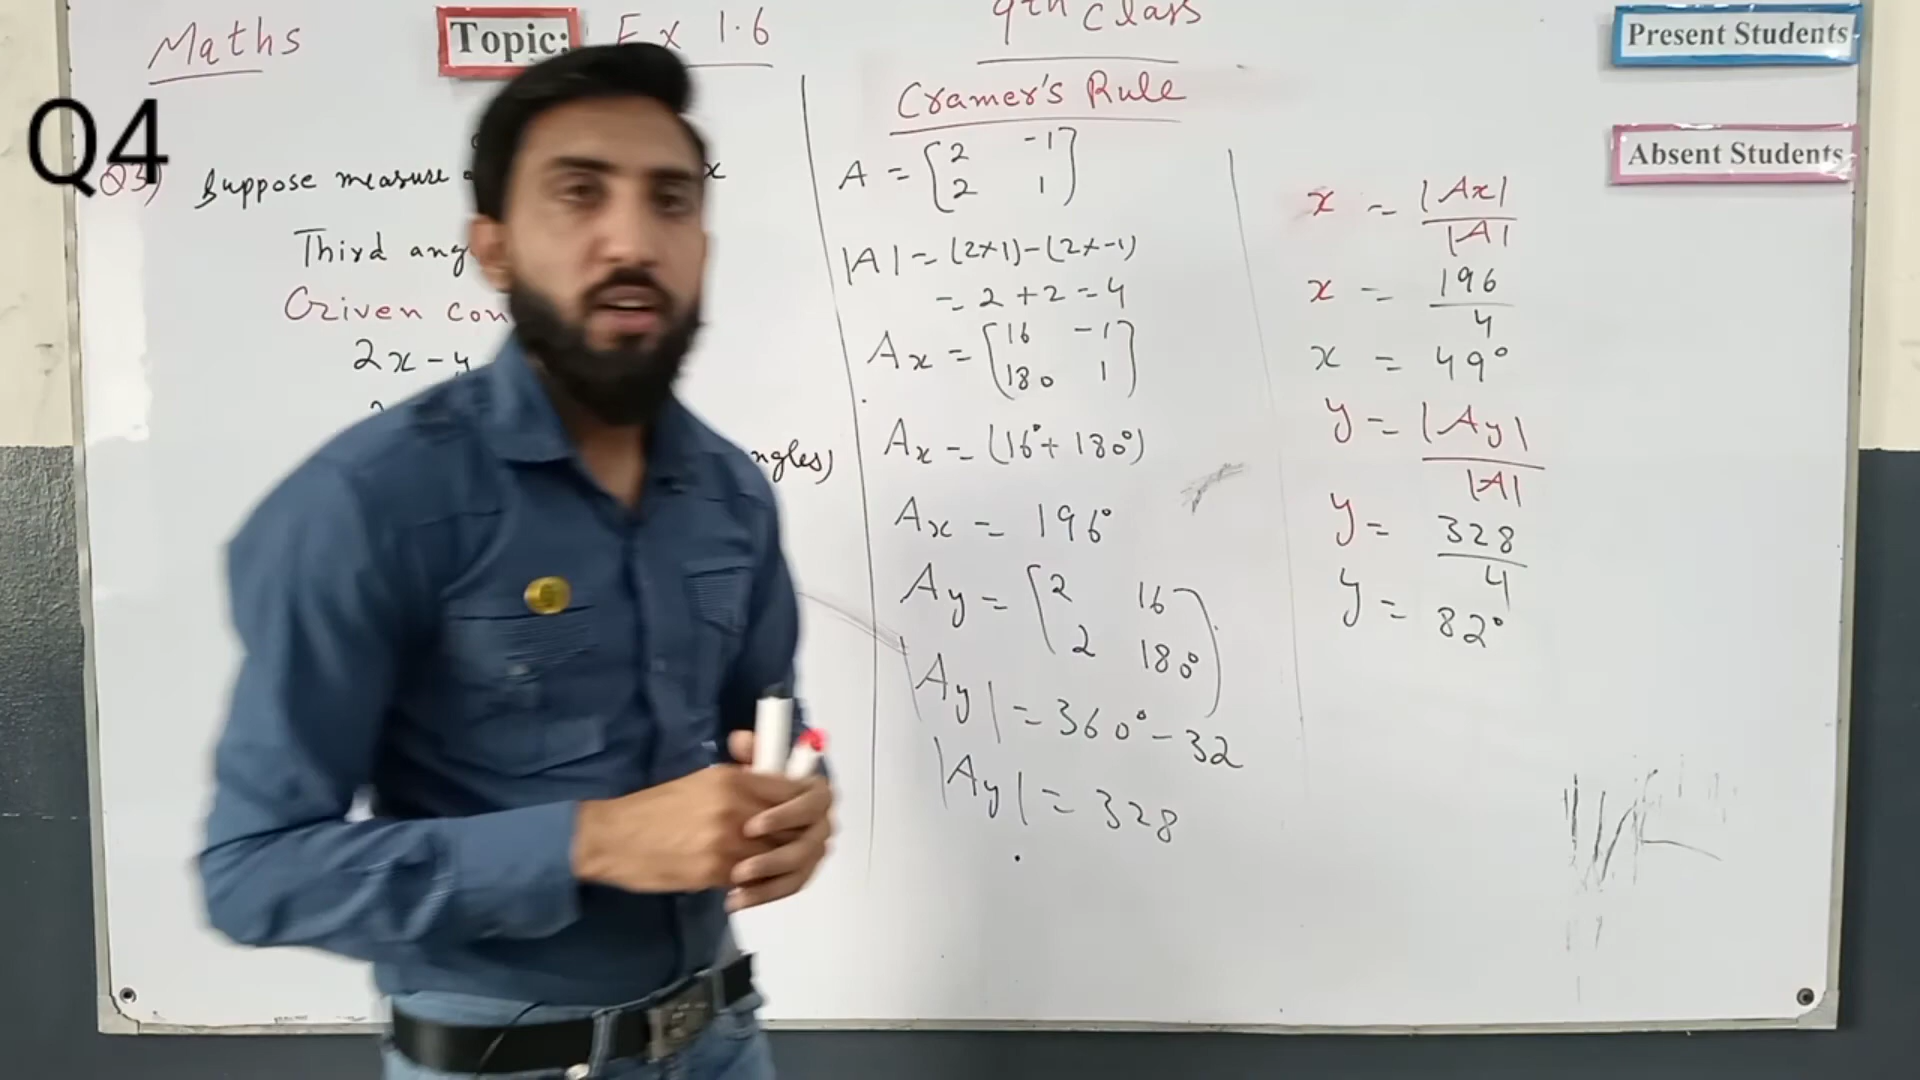 Maths
Topic: Ex 1.6
9th Class
Present Students
Absent Students
Q4
Q3) Suppose measure x
Third
Given
2x - y
ngles)
Cramer's Rule
A = [2 -1
2 1]
|A| = (2×1)-(2×-1)
= 2 + 2 = 4
Ax = [16 -1
180 1]
Ax = (16° + 180°)
Ax = 196°
Ay = [2 16
2 180°]
|Ay| = 360° - 32
|Ay| = 328
x = |Ax|
|A|
x = 196
4
x = 49°
y = |Ay|
|A|
y = 328
4
y = 82°